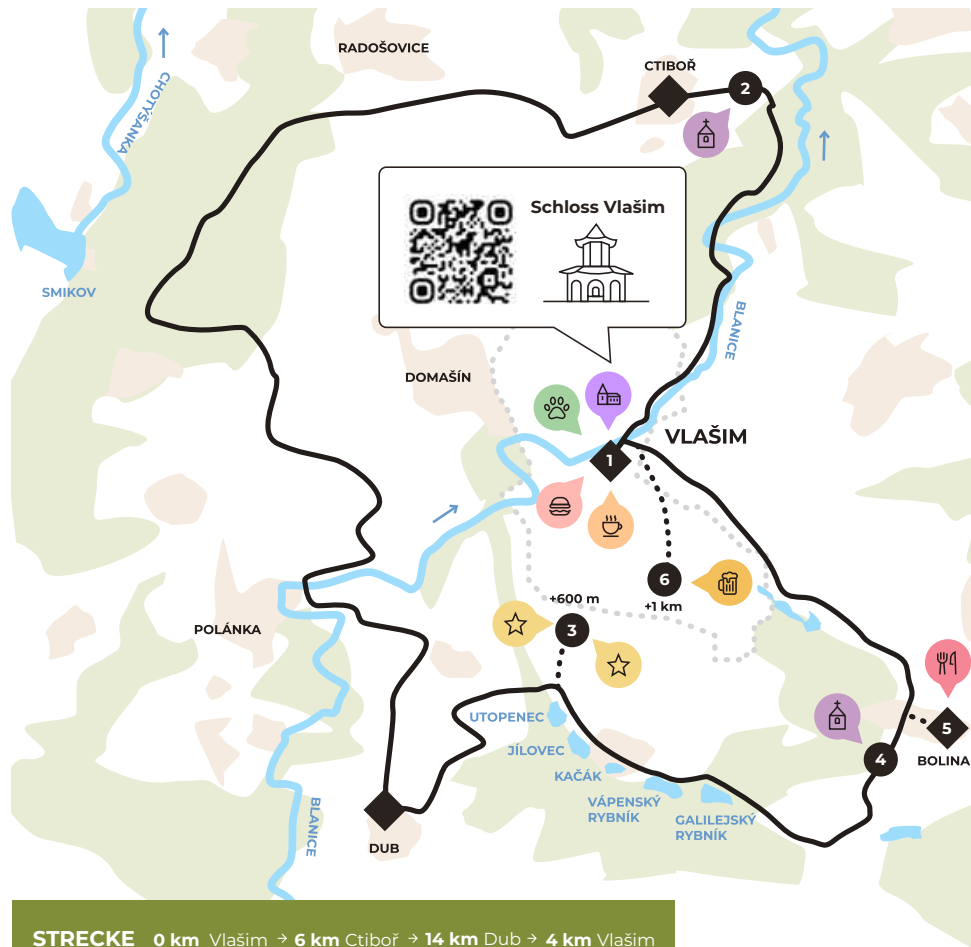 RADOŠOVICE
CTIBOŘ
2
CHOTÝŠANKA
Schloss Vlašim
SMIKOV
BLANICE
DOMAŠÍN
VLAŠIM
1
6
+1 km
+600 m
3
POLÁNKA
UTOPENEC
JÍLOVEC
KAČÁK
VÁPENSKÝ
RYBNÍK
GALILEJSKÝ
RYBNÍK
5
BOLINA
4
BLANICE
DUB
STRECKE 0 km Vlašim → 6 km Ctiboř → 14 km Dub → 4 km Vlašim